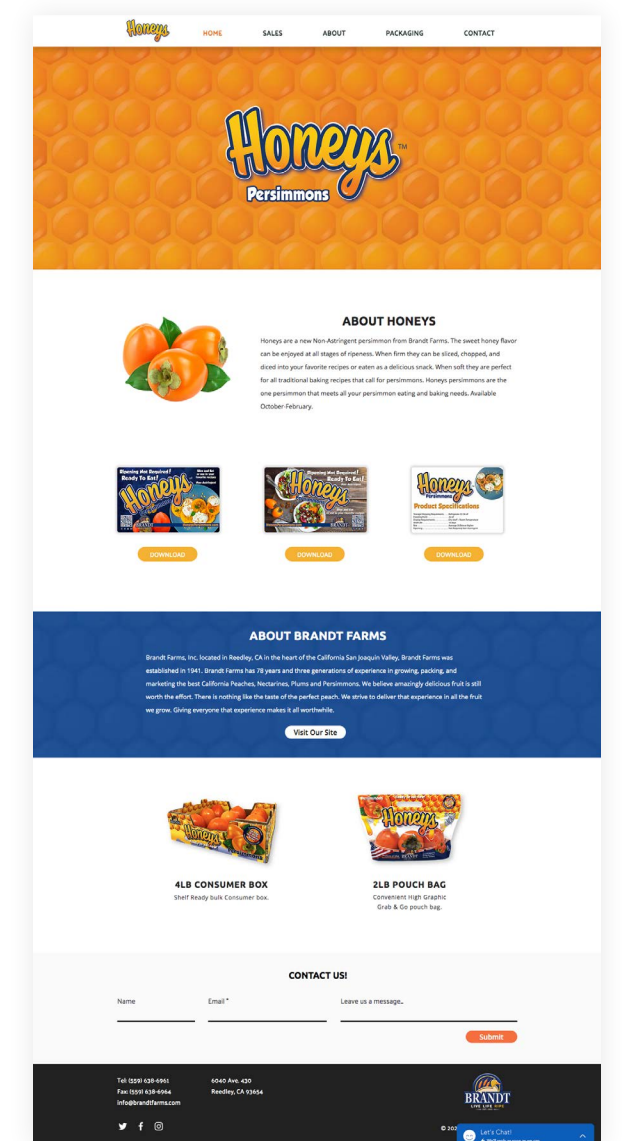 Honeys
HOME SALES ABOUT PACKAGING CONTACT
Honeys™
Persimmons
ABOUT HONEYS
Honeys are a new Non-Astringent persimmon from Brandt Farms. The sweet honey flavor
can be enjoyed at all stages of ripeness. When firm they can be sliced, chopped, and
diced into your favorite recipes or eaten as a delicious snack. When soft they are perfect
for all traditional baking recipes that call for persimmons. Honeys persimmons are the
one persimmon that meets all your persimmon eating and baking needs. Available
October-February.
Ripening Not Required!
Ready To Eat!
Honeys
BRANDT
Ripening Not Required!
Ready To Eat!
Honeys
BRANDT
Honeys
Persimmons
Product Specifications
DOWNLOAD DOWNLOAD DOWNLOAD
ABOUT BRANDT FARMS
Brandt Farms, Inc. located in Reedley, CA in the heart of the California San Joaquin Valley, Brandt Farms was
established in 1941. Brandt Farms has 78 years and three generations of experience in growing, packing, and
marketing the best California Peaches, Nectarines, Plums and Persimmons. We believe amazingly delicious fruit is still
worth the effort. There is nothing like the taste of the perfect peach. We strive to deliver that experience in all the fruit
we grow. Giving everyone that experience makes it all worthwhile.
Visit Our Site
Honeys
Honeys
4LB CONSUMER BOX
Shelf Ready bulk Consumer box.
2LB POUCH BAG
Convenient High Graphic
Grab & Go pouch bag.
CONTACT US!
Name Email * Leave us a message...
Submit
Tel: (559) 638-6961
Fax: (559) 638-6964
info@brandtfarms.com
6040 Ave. 430
Reedley, CA 93654
BRANDT
LIVE LIFE RIPE
© 202
Let's Chat!